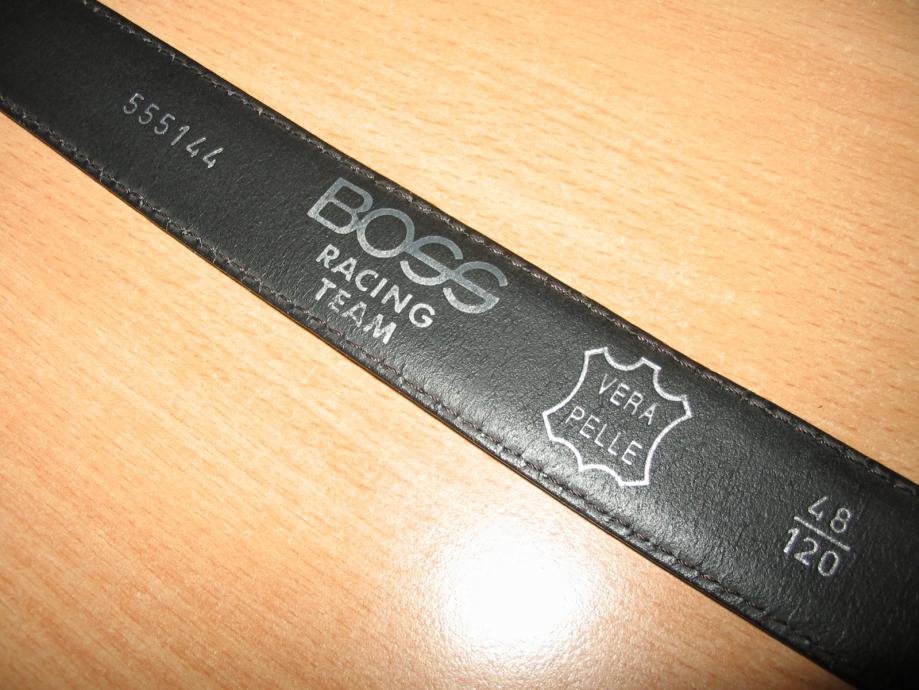 555144
BOSS
RACING
TEAM
VERA
PELLE
48
120